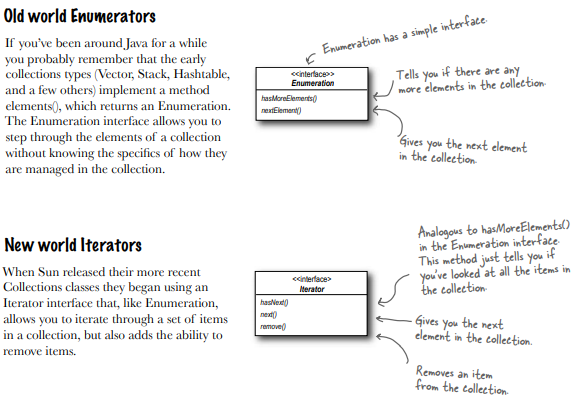 Old world Enumerators
If you've been around Java for a while
you probably remember that the early
collections types (Vector, Stack, Hashtable,
and a few others) implement a method
elements(), which returns an Enumeration.
The Enumeration interface allows you to
step through the elements of a collection
without knowing the specifics of how they
are managed in the collection.
Enumeration has a simple interface.
<<interface>>
Enumeration
hasMoreElements()
nextElement()
Tells you if there are any
more elements in the collection.
Gives you the next element
in the collection.
New world Iterators
When Sun released their more recent
Collections classes they began using an
Iterator interface that, like Enumeration,
allows you to iterate through a set of items
in a collection, but also adds the ability to
remove items.
<<interface>
Iterator
hasNext()
next()
remove()
Analogous to hasMoreElements()
in the Enumeration interface.
This method just tells you if
you've looked at all the items in
the collection.
Gives you the next
element in the collection.
Removes an item
from the collection.